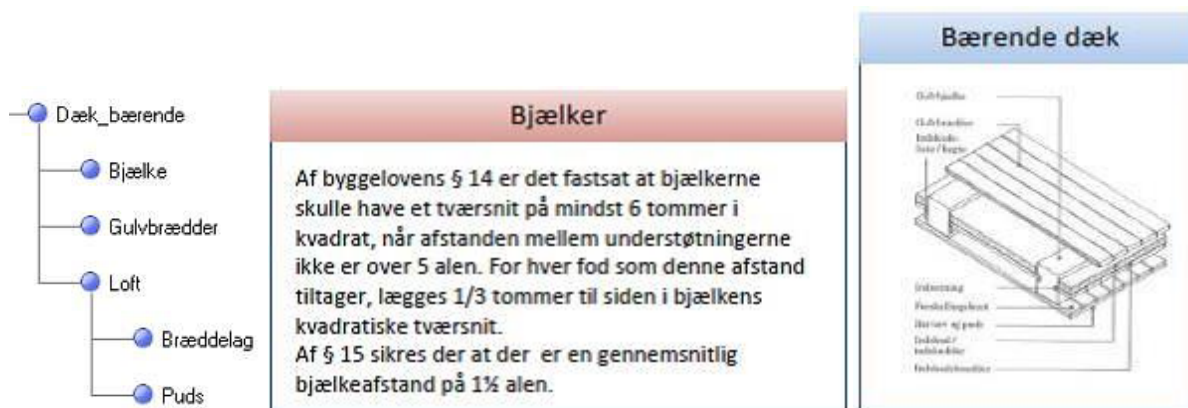 Dæk_bærende
Bjælke
Gulvbrædder
Loft
Bræddelag
Puds
Bjælker
Af byggelovens § 14 er det fastsat at bjælkerne
skulle have et tværsnit på mindst 6 tommer i
kvadrat, når afstanden mellem understøtningerne
ikke er over 5 alen. For hver fod som denne afstand
tiltager, lægges 1/3 tommer til siden i bjælkens
kvadratiske tværsnit.
Af § 15 sikres der at der er en gennemsnitlig
bjælkeafstand på 1½ alen.
Bærende dæk
Gulvbjælke
Gulvbrædder